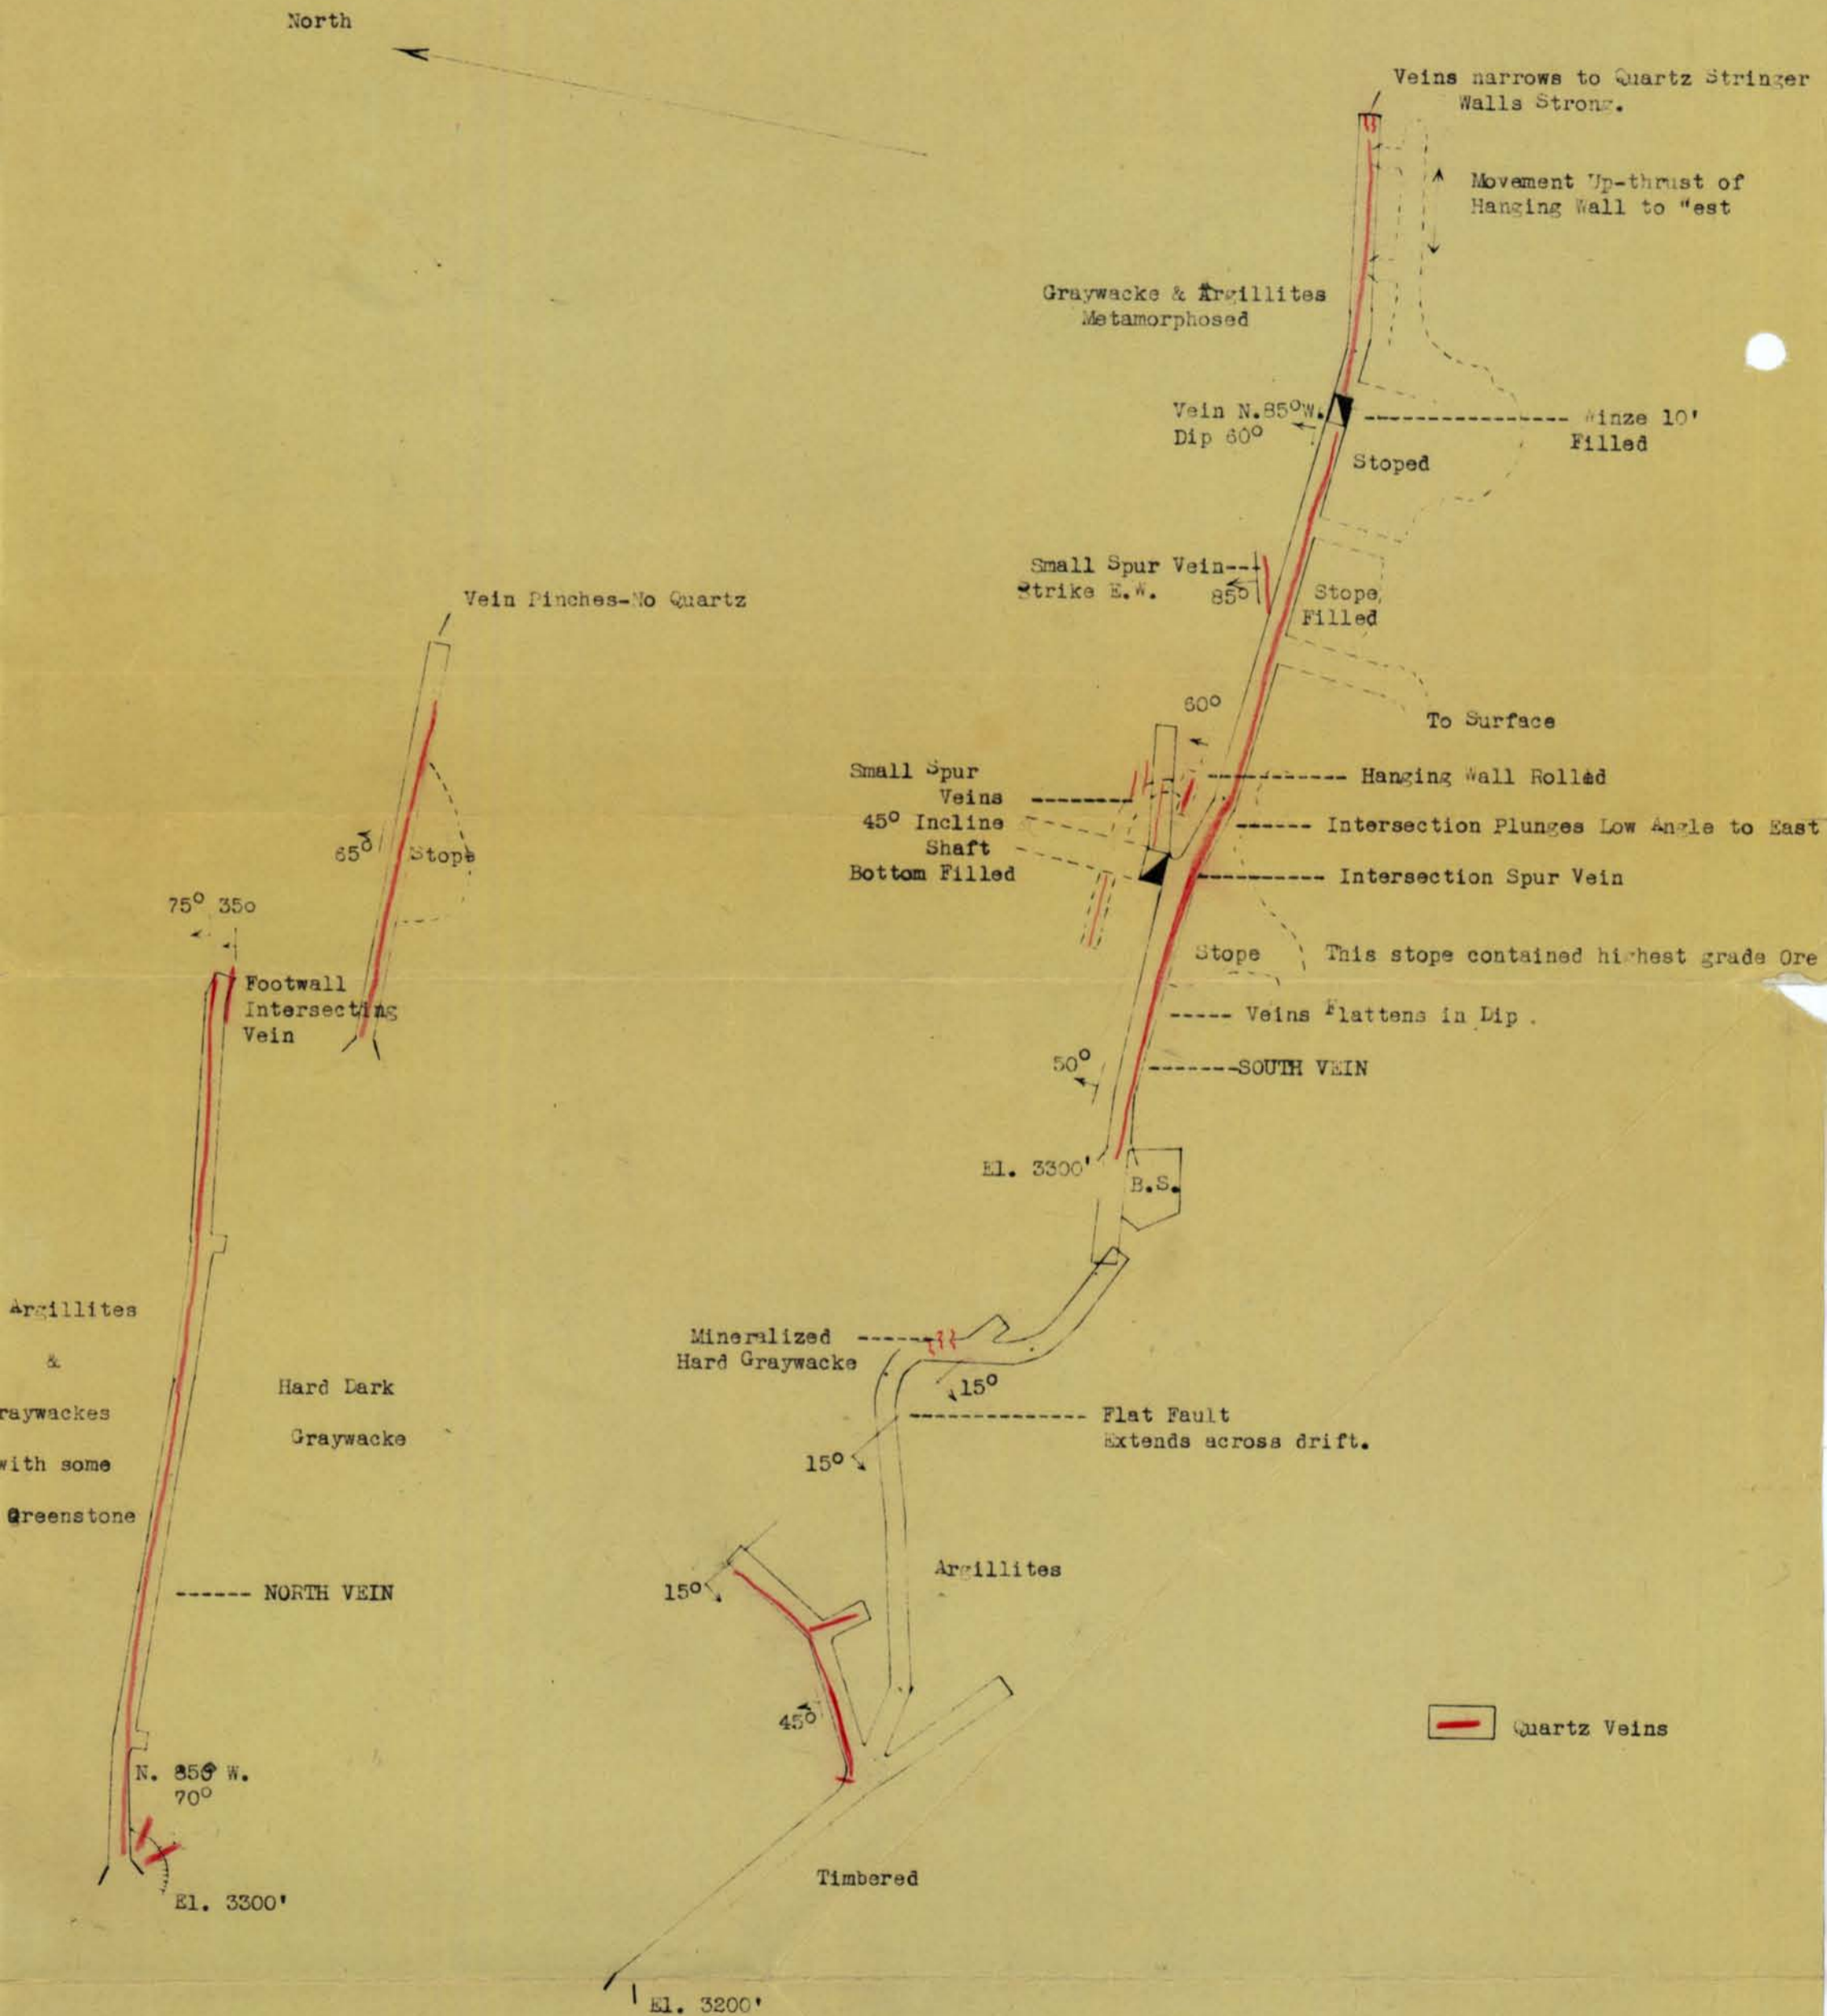 North
Veins narrows to Quartz Stringer
Walls Strong.
Movement Up-thrust of
Hanging Wall to "est
Graywacke & Argillites
Metamorphosed
Vein N.85°W.
Dip 60°
Winze 10'
Filled
Stoped
Small Spur Vein
Strike E.W. 85°
Stope,
Filled
Vein Pinches-No Quartz
60°
To Surface
Small Spur
Veins
45° Incline
Shaft
Bottom Filled
Hanging Wall Rolled
Intersection Plunges Low Angle to East
Intersection Spur Vein
65°
Stope
75° 35°
Stope
This stope contained highest grade Ore
Footwall
Intersecting
Vein
Veins Flattens in Dip .
50°
SOUTH VEIN
El. 3300'
B.S.
Argillites
&
raywackes
with some
Greenstone
Hard Dark
Graywacke
Mineralized
Hard Graywacke
15°
Flat Fault
Extends across drift.
15°
Argillites
15°
NORTH VEIN
45°
Quartz Veins
N. 85° W.
70°
Timbered
El. 3300'
El. 3200'